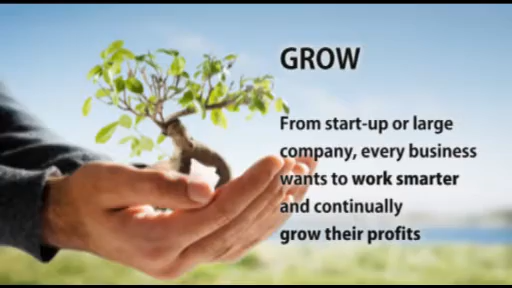 GROW
From start-up or large
company, every business
wants to work smarter
and continually
grow their profits